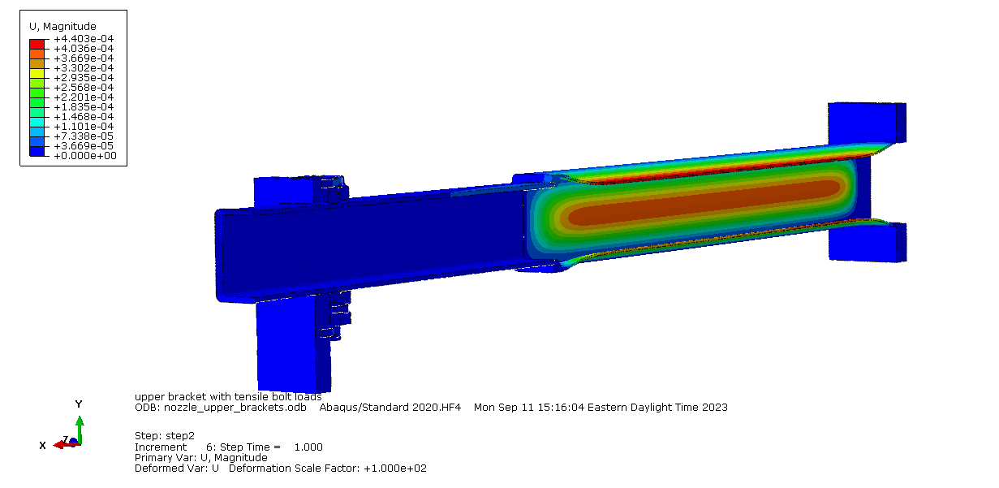 U, Magnitude
+4.403e-04
+4.036e-04
+3.669e-04
+3.302e-04
+2.935e-04
+2.568e-04
+2.201e-04
+1.835e-04
+1.468e-04
+1.101e-04
+7.338e-05
+3.669e-05
+0.000e+00
Y
X
Z
upper bracket with tensile bolt loads
ODB: nozzle_upper_brackets.odb Abaqus/Standard 2020.HF4 Mon Sep 11 15:16:04 Eastern Daylight Time 2023
Step: step2
Increment 6: Step Time = 1.000
Primary Var: U, Magnitude
Deformed Var: U Deformation Scale Factor: +1.000e+02